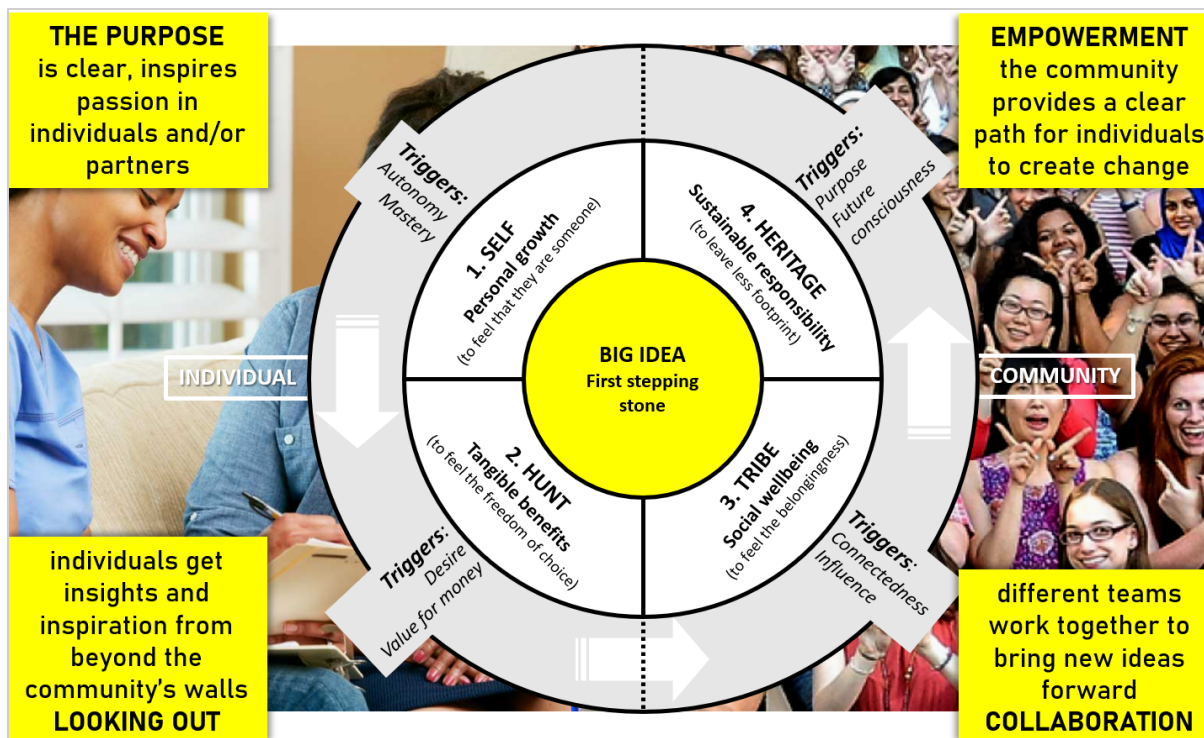 THE PURPOSE
is clear, inspires
passion in
individuals and/or
partners
EMPOWERMENT
the community
provides a clear
path for individuals
to create change
Triggers:
Autonomy
Mastery
1. SELF
Personal growth
(to feel that they are someone)
Triggers:
Purpose
Future
consciousness
4. HERITAGE
Sustainable responsibility
(to leave less footprint)
INDIVIDUAL
BIG IDEA
First stepping
stone
COMMUNITY
2. HUNT
Tangible benefits
(to feel the freedom of choice)
Triggers:
Desire
Value for money
3. TRIBE
Social wellbeing
(to feel the belongingness)
Triggers:
Connectedness
Influence
individuals get
insights and
inspiration from
beyond the
community's walls
LOOKING OUT
different teams
work together to
bring new ideas
forward
COLLABORATION